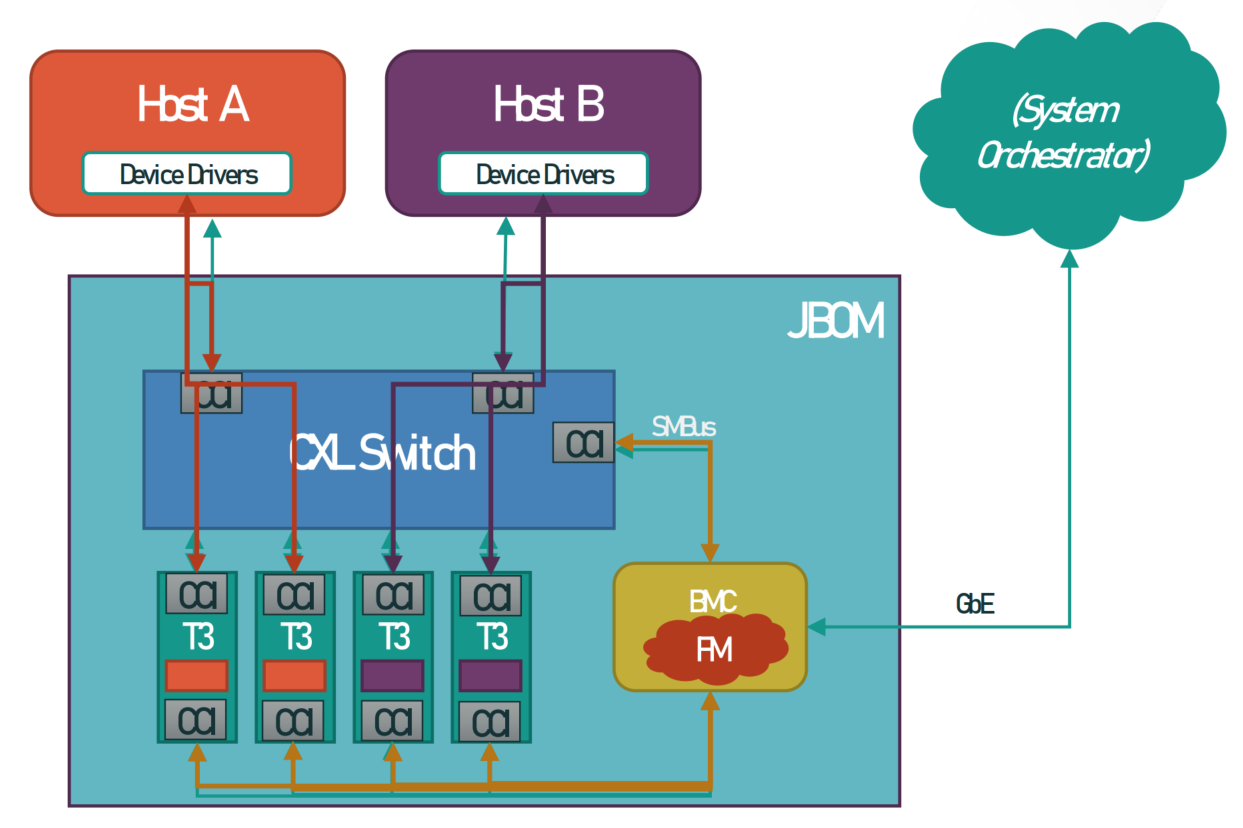 Host A
Device Drivers
Host B
Device Drivers
(System
Orchestrator)
JBOM
CCI
CCI
CXL Switch
CCI
SMBus
CCI
CCI
CCI
CCI
T3
T3
T3
T3
CCI
CCI
CCI
CCI
BMC
FM
GbE